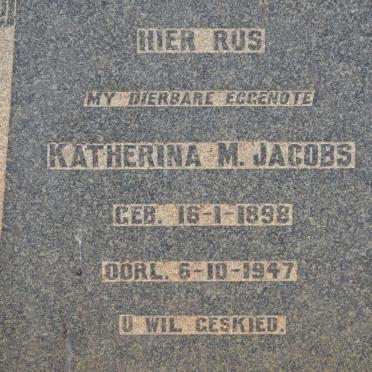 HIER RUS
MY DIERBARE EGGENOTE
KATHERINA M. JACOBS
GEB. 16-1-1898
OORL. 6-10-1947
U WIL GESKIED.